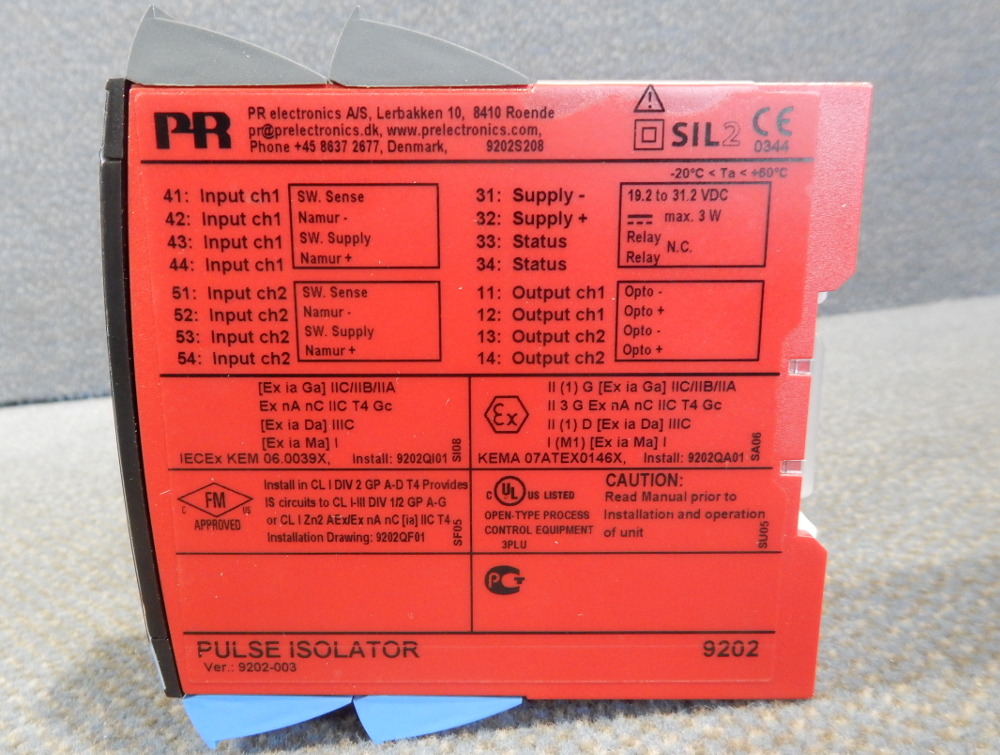 PR
PR electronics A/S, Lerbakken 10, 8410 Roende
pr@prelectronics.dk, www.prelectronics.com,
Phone +45 8637 2677, Denmark, 9202S208
SIL2
CE
0344
-20°C < Ta < +60°C
41: Input ch1 SW. Sense
42: Input ch1 Namur -
43: Input ch1 SW. Supply
44: Input ch1 Namur +
31: Supply - 19.2 to 31.2 VDC
32: Supply + max. 3 W
33: Status Relay N.C.
34: Status Relay
51: Input ch2 SW. Sense
52: Input ch2 Namur -
53: Input ch2 SW. Supply
54: Input ch2 Namur +
11: Output ch1 Opto -
12: Output ch1 Opto +
13: Output ch2 Opto -
14: Output ch2 Opto +
[Ex ia Ga] IIC/IIB/IIA
Ex nA nC IIC T4 Gc
[Ex ia Da] IIIC
[Ex ia Ma] I
IECEx KEM 06.0039X, Install: 9202QI01
SI08
Ex
II (1) G [Ex ia Ga] IIC/IIB/IIA
II 3 G Ex nA nC IIC T4 Gc
II (1) D [Ex ia Da] IIIC
I (M1) [Ex ia Ma] I
KEMA 07ATEX0146X, Install: 9202QA01
SA06
C FM US
APPROVED
Install in CL I DIV 2 GP A-D T4 Provides
IS circuits to CL I-III DIV 1/2 GP A-G
or CL I Zn2 AEx/Ex nA nC [ia] IIC T4
Installation Drawing: 9202QF01
SF05
C UL US LISTED
OPEN-TYPE PROCESS
CONTROL EQUIPMENT
3PLU
CAUTION:
Read Manual prior to
Installation and operation
of unit
SU05
PCT
PULSE ISOLATOR 9202
Ver.: 9202-003